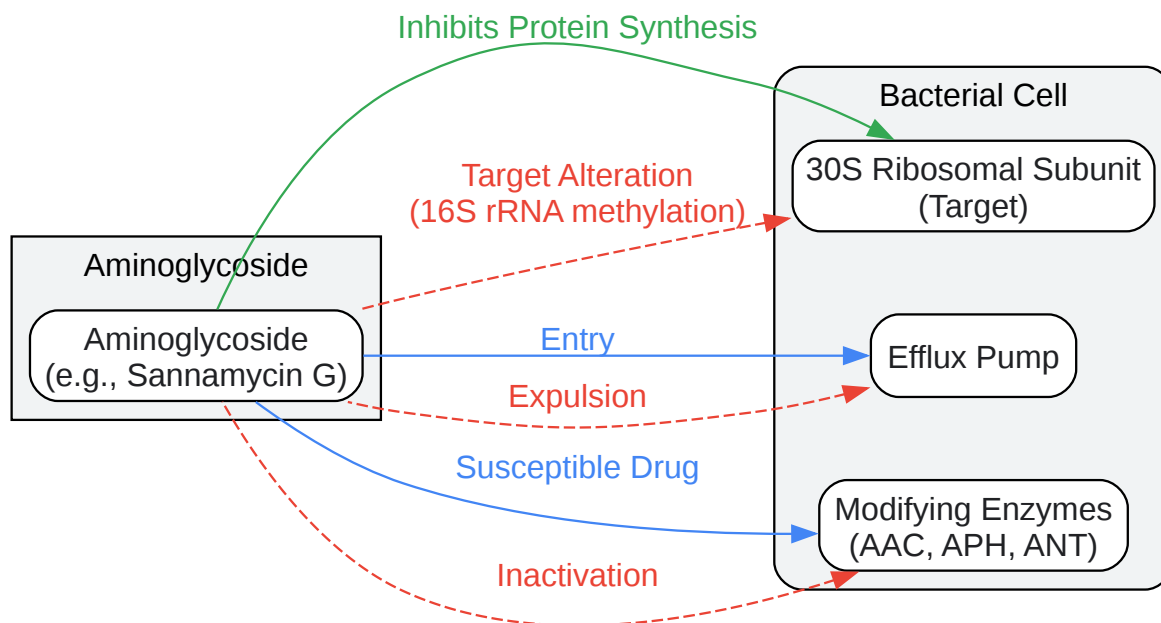 Inhibits Protein Synthesis
Bacterial Cell
30S Ribosomal Subunit
(Target)
Target Alteration
(16S rRNA methylation)
Aminoglycoside
Aminoglycoside
(e.g., Sannamycin G)
Entry
Efflux Pump
Expulsion
Susceptible Drug
Modifying Enzymes
(AAC, APH, ANT)
Inactivation